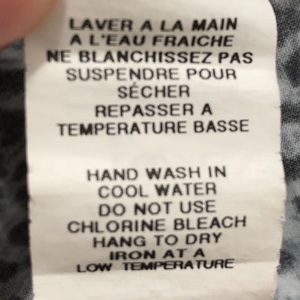 LAVER A LA MAIN
A L'EAU FRAICHE
NE BLANCHISSEZ PAS
SUSPENDRE POUR
SÉCHER
REPASSER A
TEMPERATURE BASSE
HAND WASH IN
COOL WATER
DO NOT USE
CHLORINE BLEACH
HANG TO DRY
IRON AT A
LOW TEMPERATURE